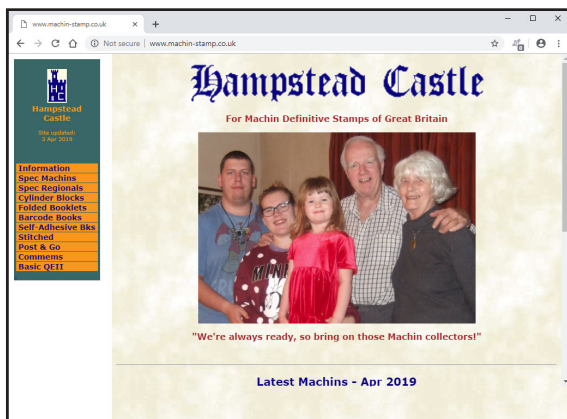 www.machin-stamp.co.uk
Not secure | www.machin-stamp.co.uk
0
H
H C
Hampstead
Castle
Site updated:
3 Apr 2019
Information
Spec Machins
Spec Regionals
Cylinder Blocks
Folded Booklets
Barcode Books
Self-Adhesive Bks
Stitched
Post & Go
Commems
Basic QEII
Hampstead Castle
For Machin Definitive Stamps of Great Britain
MINN
"We're always ready, so bring on those Machin collectors!"
Latest Machins - Apr 2019